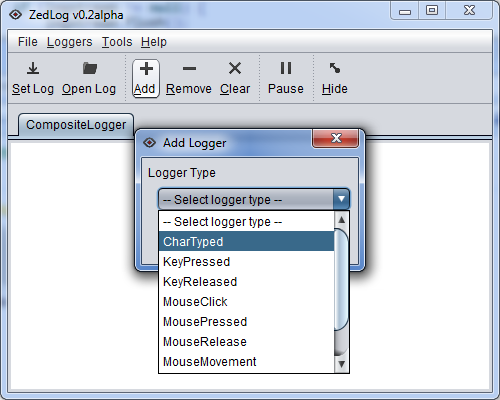 ZedLog v0.2alpha
File Loggers Tools Help
Set Log Open Log Add Remove Clear Pause Hide
CompositeLogger
Add Logger
Logger Type
-- Select logger type --
-- Select logger type --
CharTyped
KeyPressed
KeyReleased
MouseClick
MousePressed
MouseRelease
MouseMovement